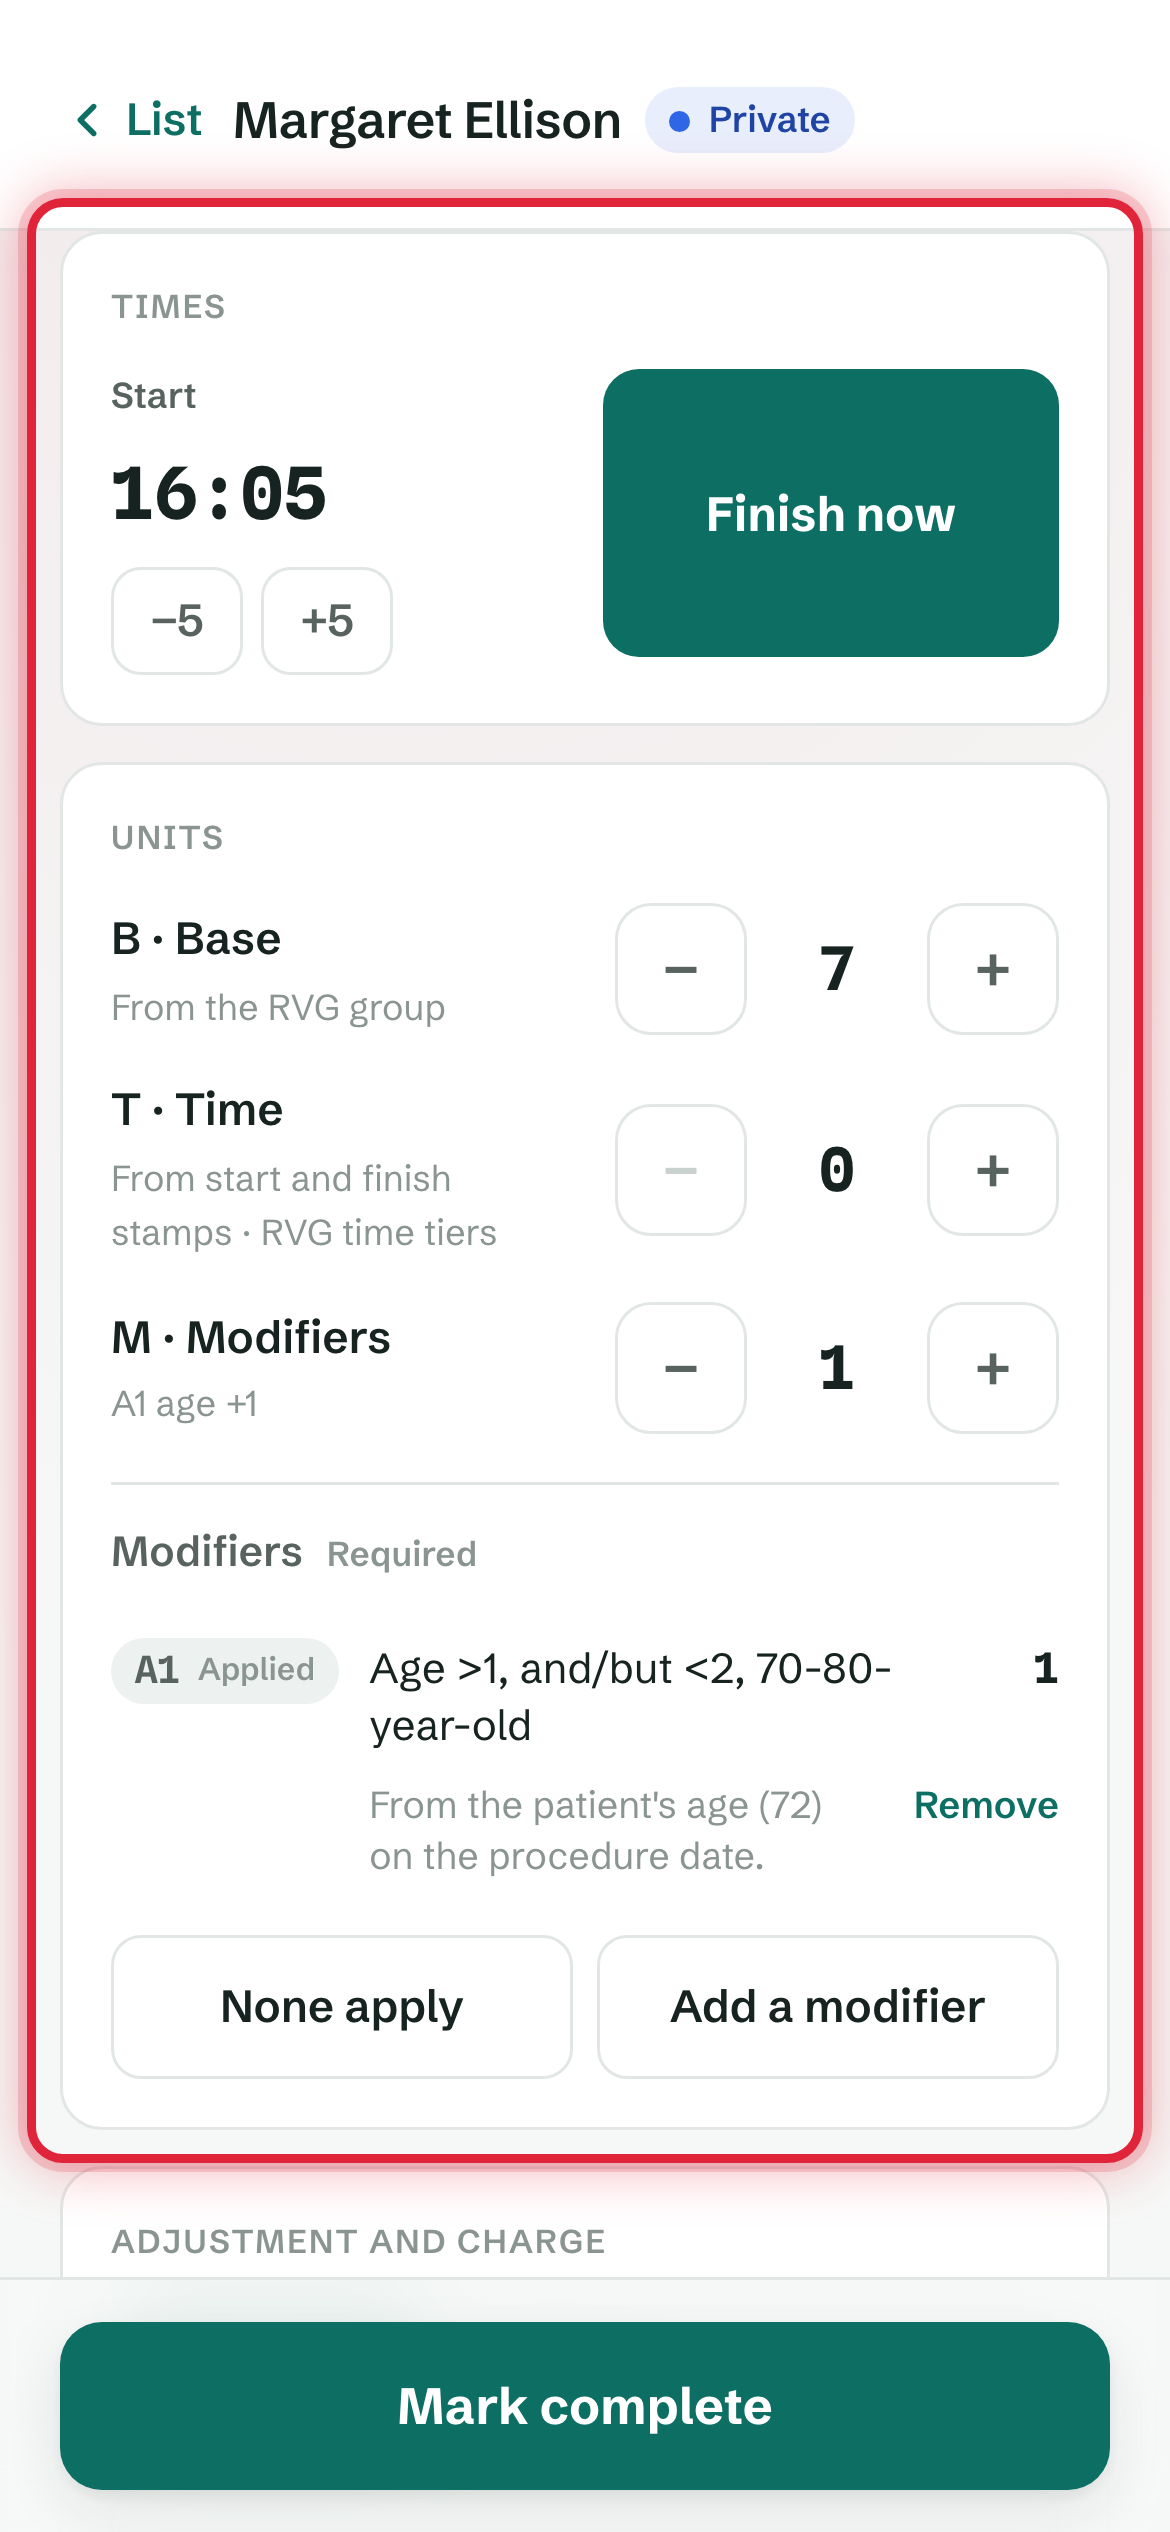 List Margaret Ellison Private
TIMES
Start
16:05
Finish now
−5 +5
UNITS
B · Base
From the RVG group
− 7 +
T · Time
From start and finish
stamps · RVG time tiers
− 0 +
M · Modifiers
A1 age +1
− 1 +
Modifiers Required
A1 Applied Age >1, and/but <2, 70-80- 1
year-old
From the patient's age (72) Remove
on the procedure date.
None apply Add a modifier
ADJUSTMENT AND CHARGE
Mark complete